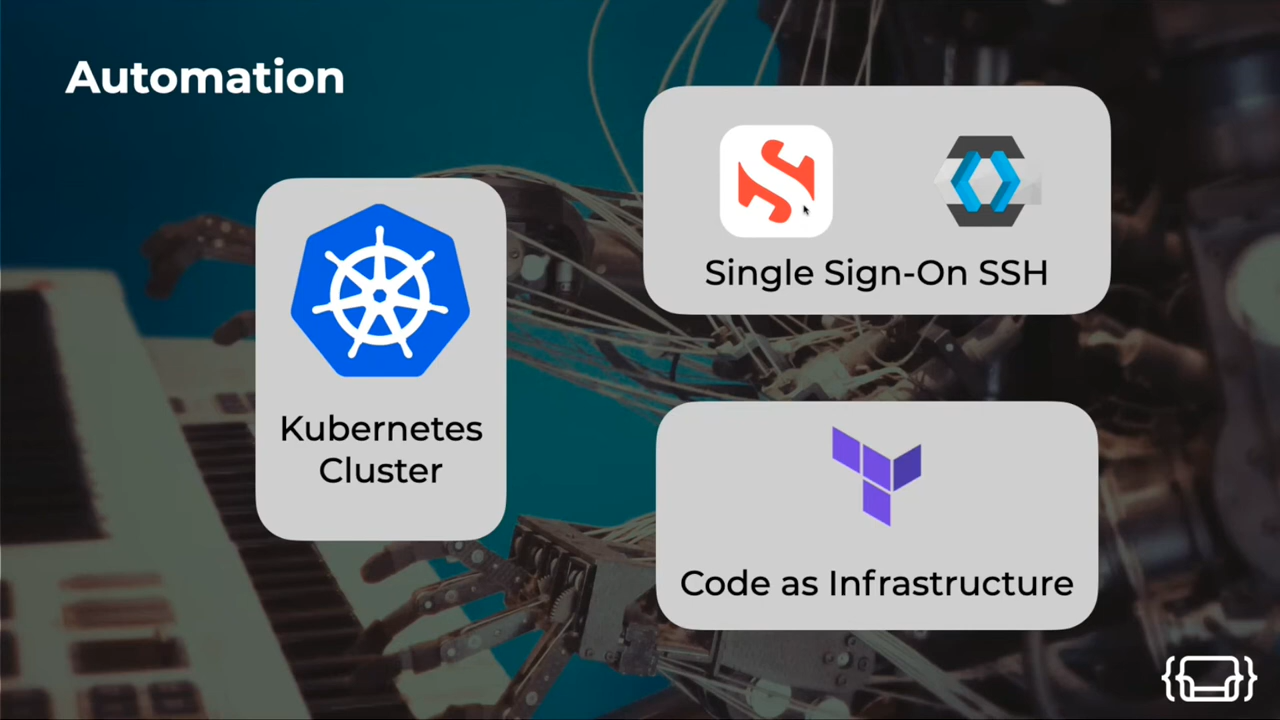 Automation
Kubernetes
Cluster
Single Sign-On SSH
Code as Infrastructure